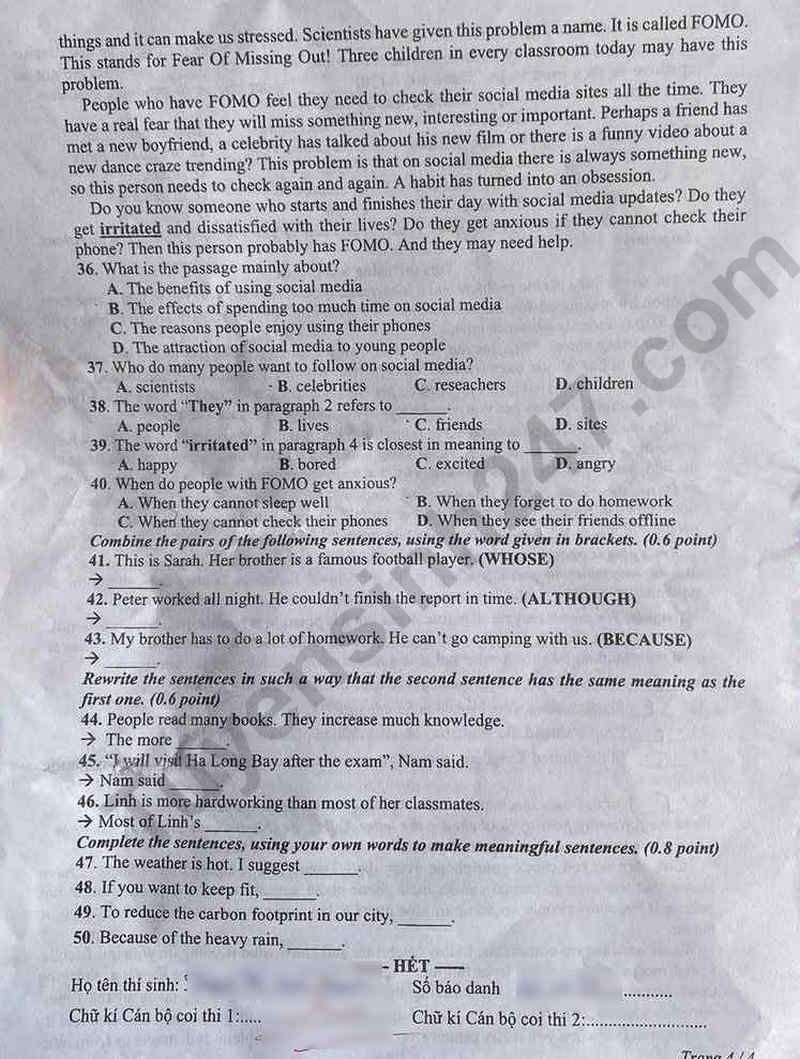 things and it can make us stressed. Scientists have given this problem a name. It is called FOMO.
This stands for Fear Of Missing Out! Three children in every classroom today may have this
problem.
People who have FOMO feel they need to check their social media sites all the time. They
have a real fear that they will miss something new, interesting or important. Perhaps a friend has
met a new boyfriend, a celebrity has talked about his new film or there is a funny video about a
new dance craze trending? This problem is that on social media there is always something new,
so this person needs to check again and again. A habit has turned into an obsession.
Do you know someone who starts and finishes their day with social media updates? Do they
get irritated and dissatisfied with their lives? Do they get anxious if they cannot check their
phone? Then this person probably has FOMO. And they may need help.
36. What is the passage mainly about?
A. The benefits of using social media
B. The effects of spending too much time on social media
C. The reasons people enjoy using their phones
D. The attraction of social media to young people
37. Who do many people want to follow on social media?
A. scientists B. celebrities C. reseachers D. children
38. The word “They” in paragraph 2 refers to ______.
A. people B. lives C. friends D. sites
39. The word “irritated” in paragraph 4 is closest in meaning to ______.
A. happy B. bored C. excited D. angry
40. When do people with FOMO get anxious?
A. When they cannot sleep well B. When they forget to do homework
C. When they cannot check their phones D. When they see their friends offline
Combine the pairs of the following sentences, using the word given in brackets. (0.6 point)
41. This is Sarah. Her brother is a famous football player. (WHOSE)
→ ______.
42. Peter worked all night. He couldn’t finish the report in time. (ALTHOUGH)
→ ______.
43. My brother has to do a lot of homework. He can’t go camping with us. (BECAUSE)
→ ______.
Rewrite the sentences in such a way that the second sentence has the same meaning as the
first one. (0.6 point)
44. People read many books. They increase much knowledge.
→ The more ______.
45. “I will visit Ha Long Bay after the exam”, Nam said.
→ Nam said ______.
46. Linh is more hardworking than most of her classmates.
→ Most of Linh’s ______.
Complete the sentences, using your own words to make meaningful sentences. (0.8 point)
47. The weather is hot. I suggest ______.
48. If you want to keep fit, ______.
49. To reduce the carbon footprint in our city, ______.
50. Because of the heavy rain, ______.
- HẾT -----
Họ tên thí sinh: Số báo danh ...........
Chữ kí Cán bộ coi thi 1:..... Chữ kí Cán bộ coi thi 2:..........................
Trang 4 / 4
tuyensinh247.com